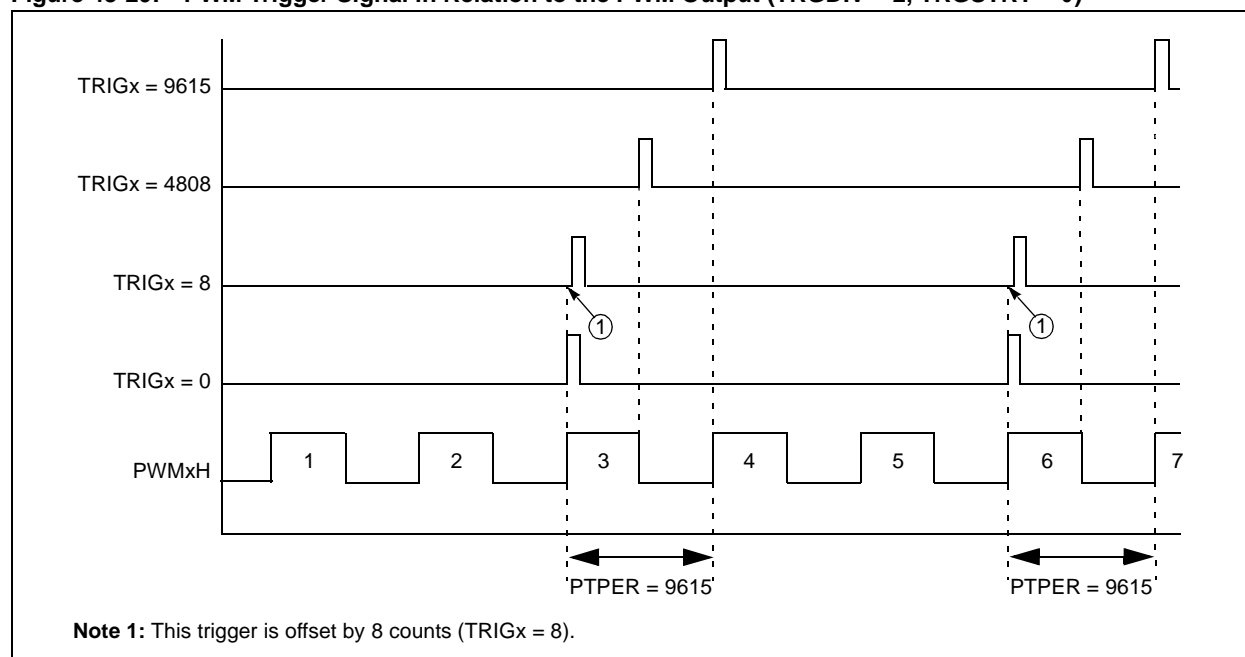 TRIGx = 9615
TRIGx = 4808
TRIGx = 8
1
1
TRIGx = 0
PWMxH
1
2
3
4
5
6
7
PTPER = 9615
PTPER = 9615
Note 1: This trigger is offset by 8 counts (TRIGx = 8).